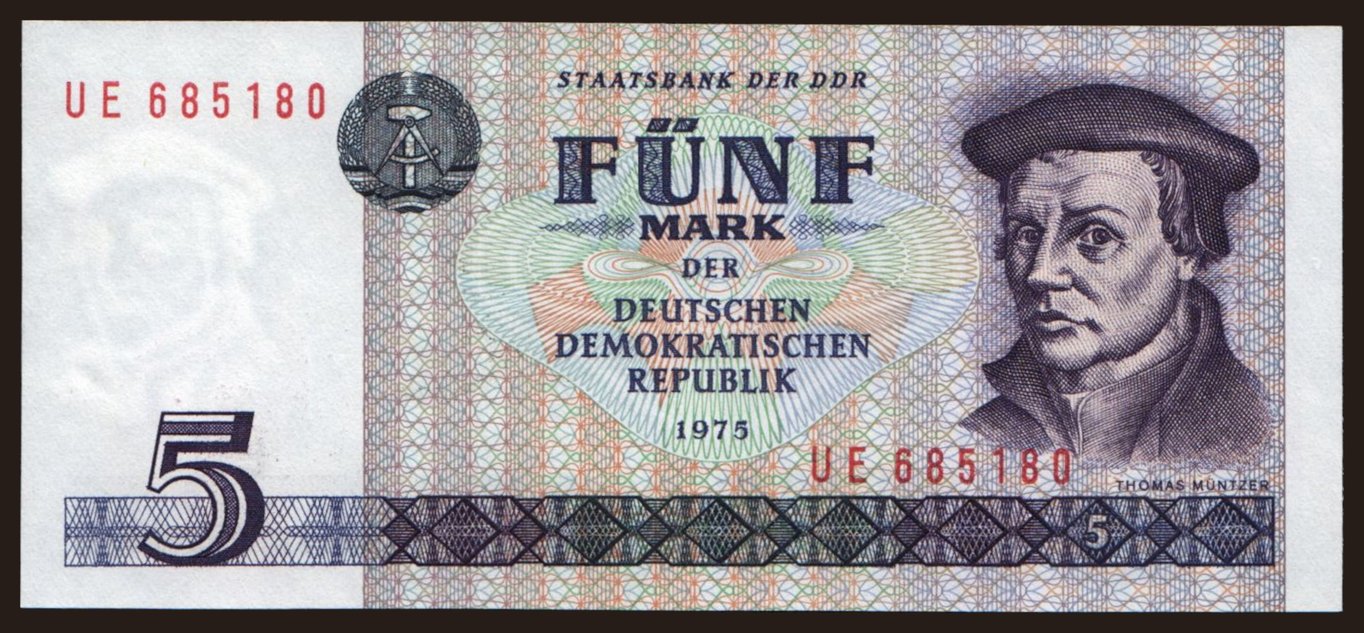 UE 685180
STAATSBANK DER DDR
FÜNF
MARK
DER
DEUTSCHEN
DEMOKRATISCHEN
REPUBLIK
1975
UE 685180
THOMAS MÜNTZER
5
5